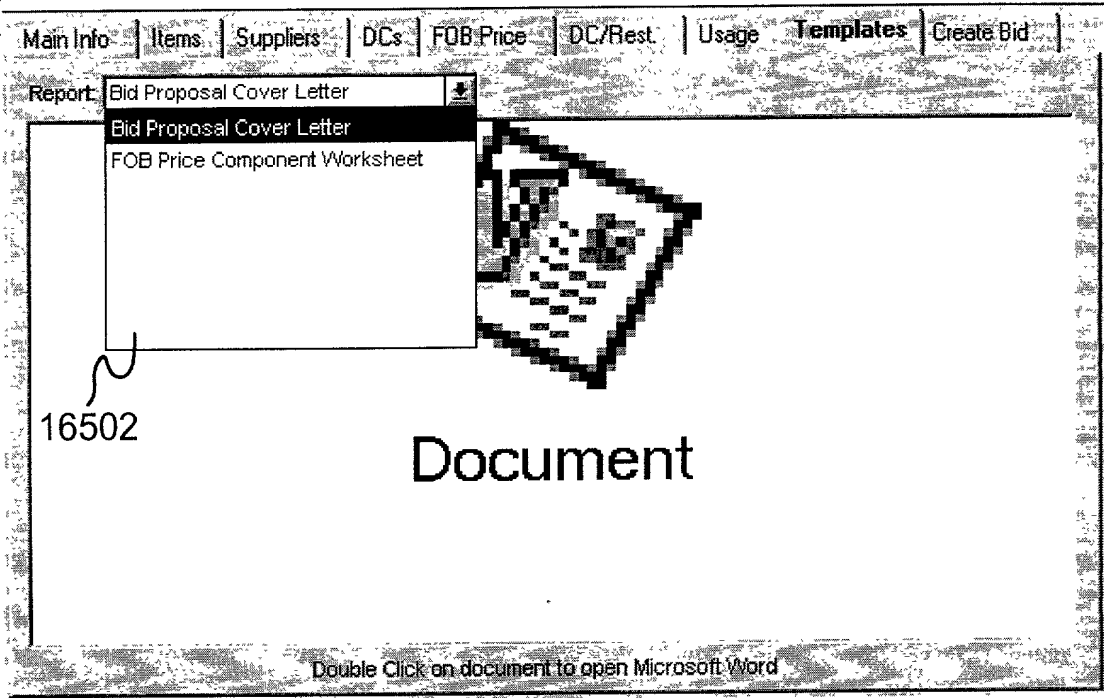 Main Info Items Suppliers DCs FOB Price DC/Rest. Usage Templates Create Bid
Report: Bid Proposal Cover Letter
Bid Proposal Cover Letter
FOB Price Component Worksheet
16502
Document
Double Click on document to open Microsoft Word